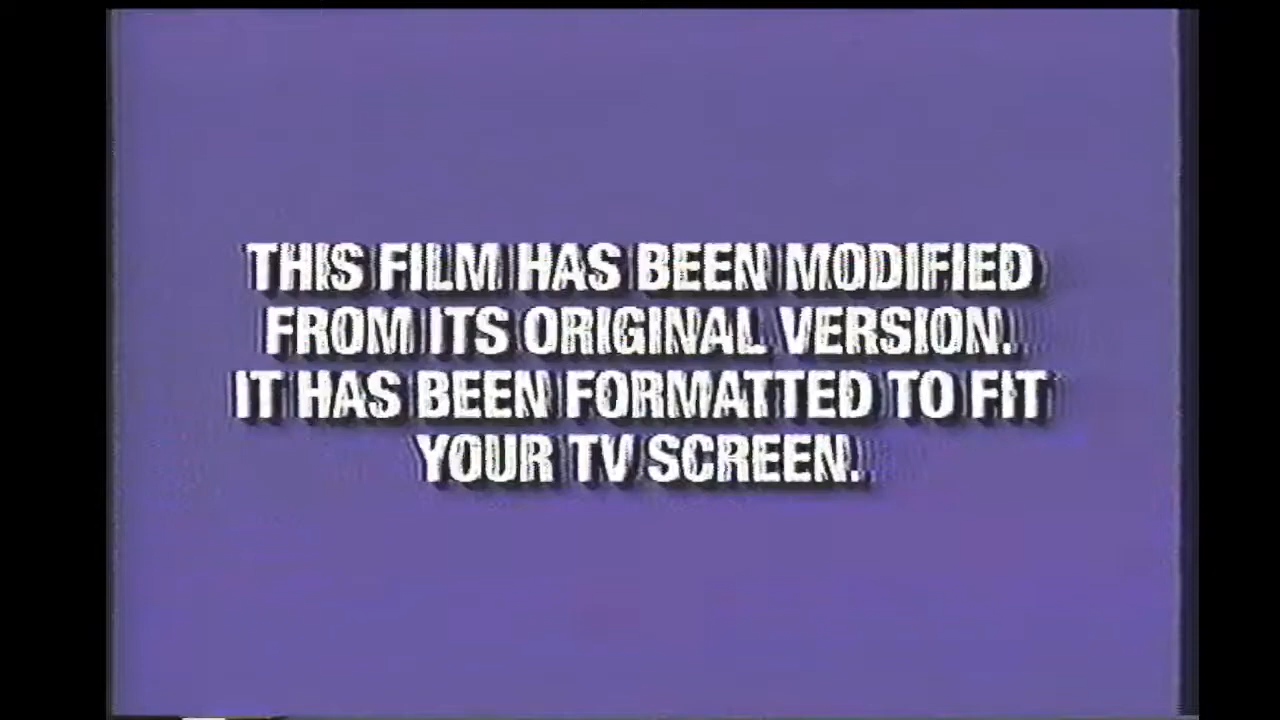 THIS FILM HAS BEEN MODIFIED
FROM ITS ORIGINAL VERSION.
IT HAS BEEN FORMATTED TO FIT
YOUR TV SCREEN.